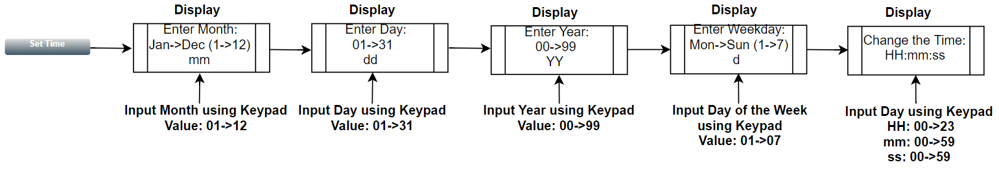 Set Time
Display
Enter Month:
Jan->Dec (1->12)
mm
Input Month using Keypad
Value: 01->12
Display
Enter Day:
01->31
dd
Input Day using Keypad
Value: 01->31
Display
Enter Year:
00->99
YY
Input Year using Keypad
Value: 00->99
Display
Enter Weekday:
Mon->Sun (1->7)
d
Input Day of the Week
using Keypad
Value: 01->07
Display
Change the Time:
HH:mm:ss
Input Day using Keypad
HH: 00->23
mm: 00->59
ss: 00->59